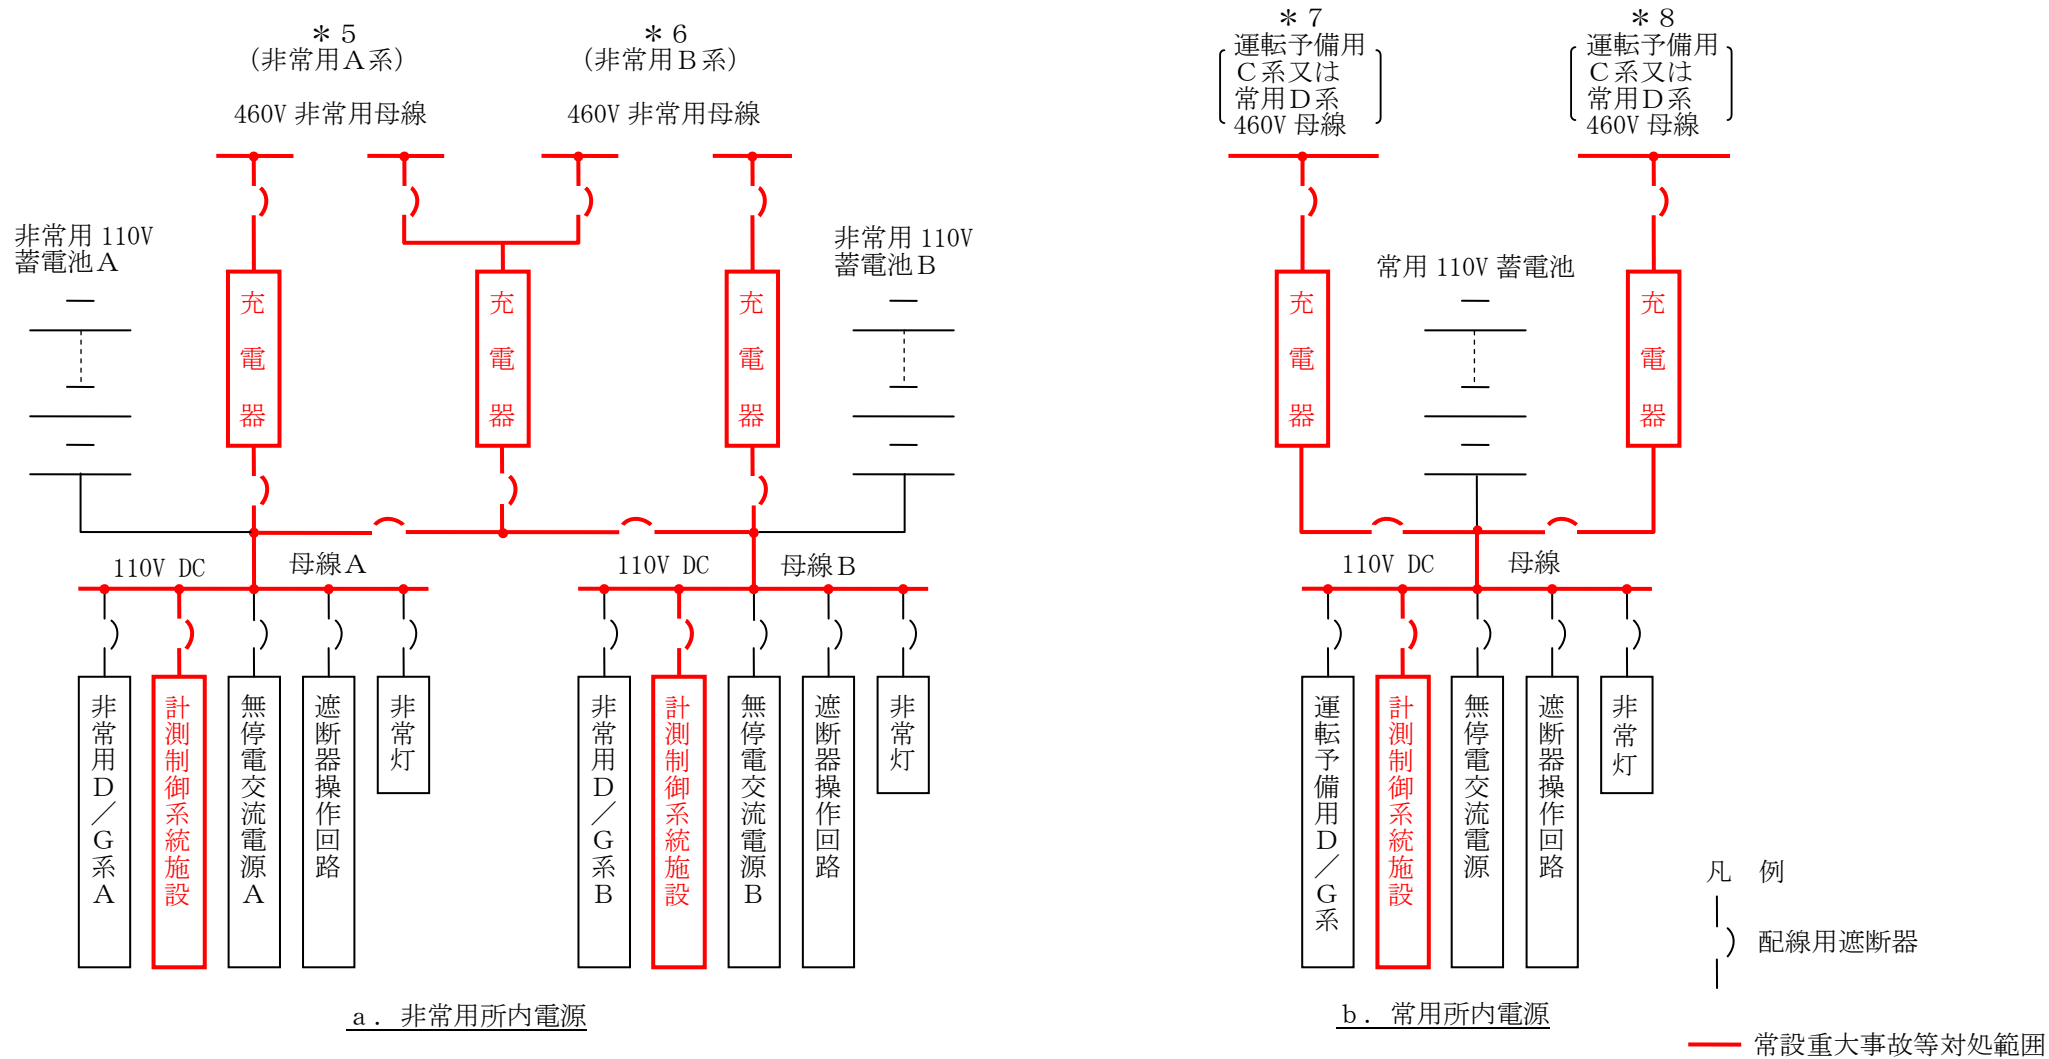 ＊５
（非常用Ａ系）
460V 非常用母線
＊６
（非常用Ｂ系）
460V 非常用母線
非常用 110V
蓄電池Ａ
充電器
充電器
充電器
非常用 110V
蓄電池Ｂ
110V DC
母線Ａ
110V DC
母線Ｂ
非常用Ｄ／Ｇ系Ａ
計測制御系統施設
無停電交流電源Ａ
遮断器操作回路
非常灯
非常用Ｄ／Ｇ系Ｂ
計測制御系統施設
無停電交流電源Ｂ
遮断器操作回路
非常灯
ａ．非常用所内電源
＊７
運転予備用
Ｃ系又は
常用Ｄ系
460V 母線
＊８
運転予備用
Ｃ系又は
常用Ｄ系
460V 母線
充電器
常用 110V 蓄電池
充電器
110V DC
母線
運転予備用Ｄ／Ｇ系
計測制御系統施設
無停電交流電源
遮断器操作回路
非常灯
ｂ．常用所内電源
凡　例
配線用遮断器
常設重大事故等対処範囲